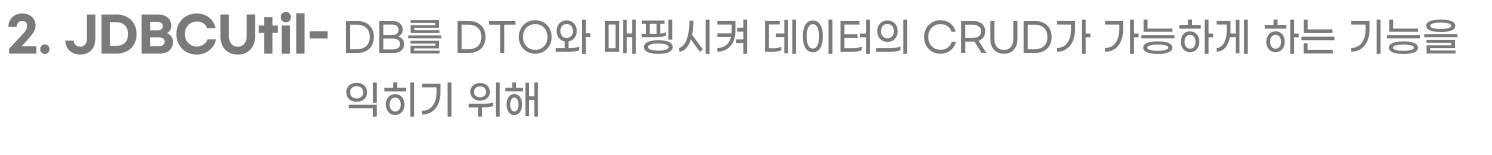 2. JDBCUtil- DB를 DTO와 매핑시켜 데이터의 CRUD가 가능하게 하는 기능을
익히기 위해